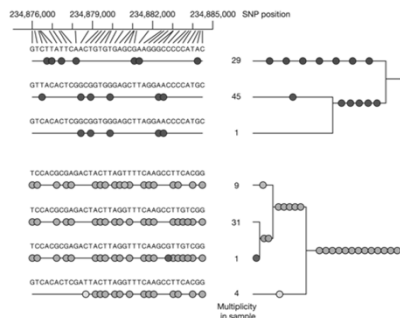 234,876,000 234,879,000 234,882,000 234,885,000 SNP position
GTCTTATTCAACTGTGTGAGCGAAGGGCCCCCATAC
29
GTTACACTCGGCGGTGGGAGCTTAGGAACCCCATGC
45
GTCACACTCGGCGGTGGGAGCTTAGGAACCCCATGC
1
TCCACGCGAGACTACTTAGTTTTCAAGCCTTCACGG
9
TCCACGCGAGACTACTTAGGTTTCAAGCCTTGTCGG
31
TCCACGCGAGACTACTTAGGTTTCAAGCGTTGTCGG
1
GTCACACTCGATTACTTAGGTTTCAAGCCTTCACGG
4
Multiplicity
in sample